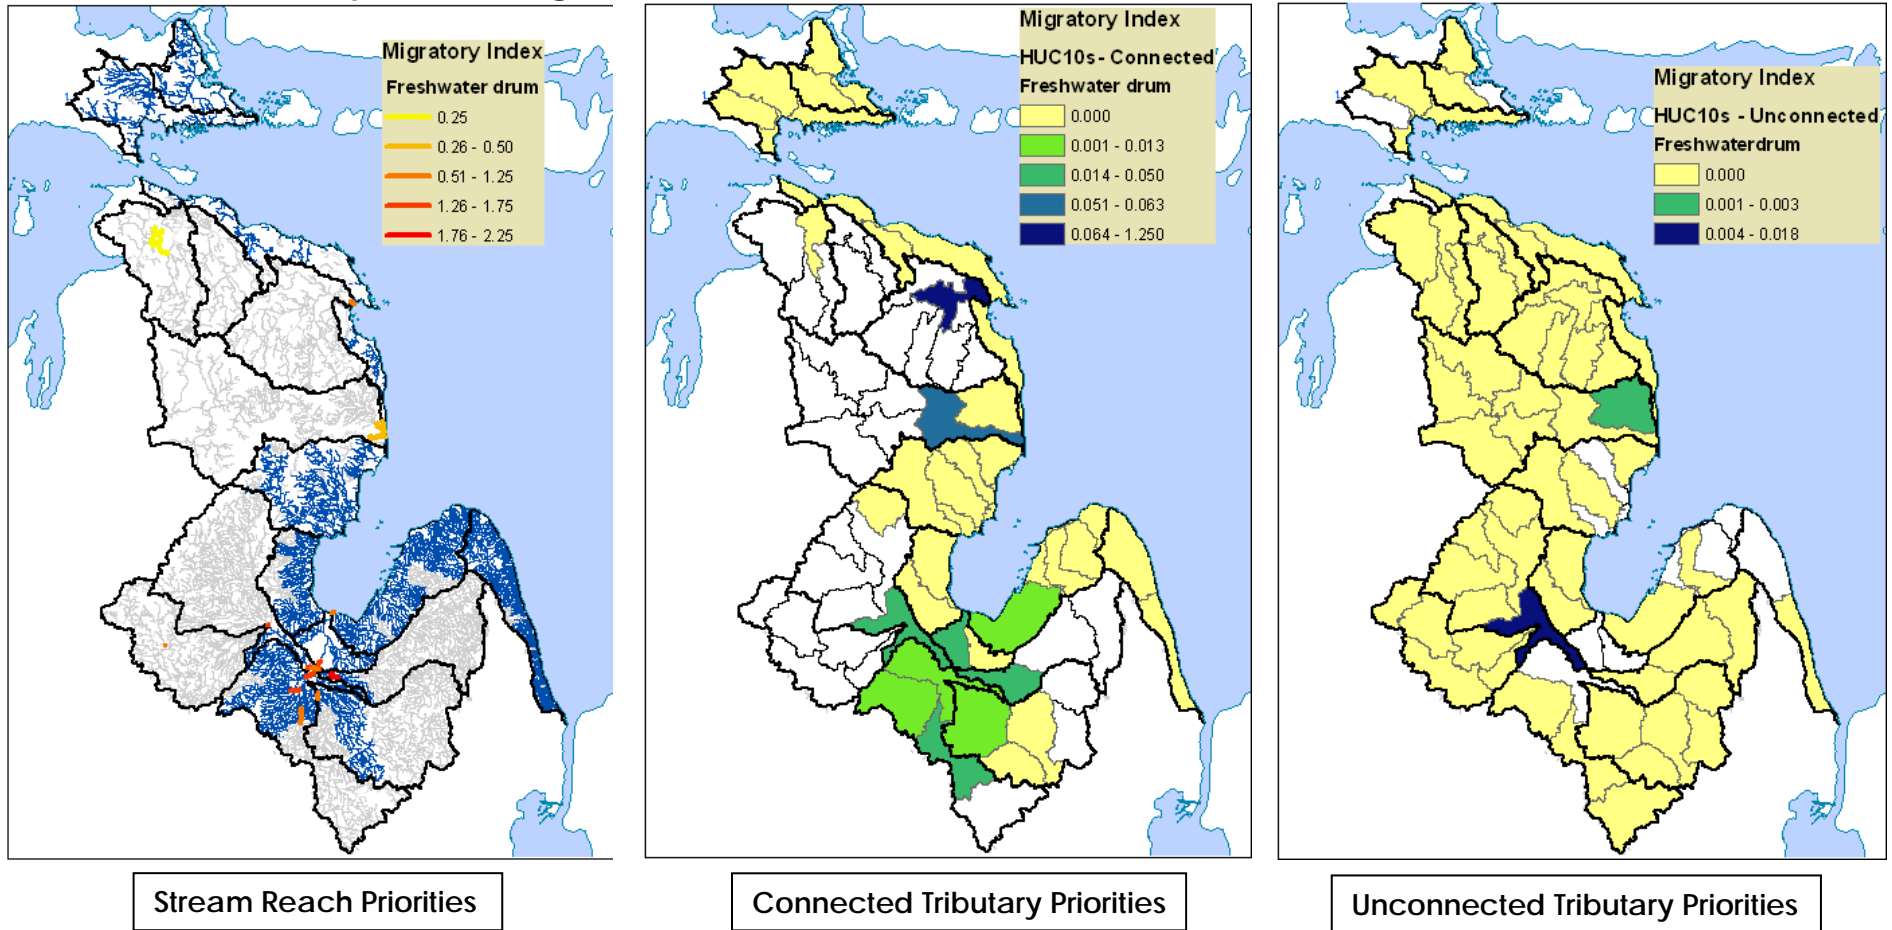 Migratory Index
Freshwater drum
0.25
0.26 - 0.50
0.51 - 1.25
1.26 - 1.75
1.76 - 2.25
Stream Reach Priorities
Migratory Index
HUC10s - Connected
Freshwater drum
0.000
0.001 - 0.013
0.014 - 0.050
0.051 - 0.063
0.064 - 1.250
Connected Tributary Priorities
Migratory Index
HUC10s - Unconnected
Freshwaterdrum
0.000
0.001 - 0.003
0.004 - 0.018
Unconnected Tributary Priorities